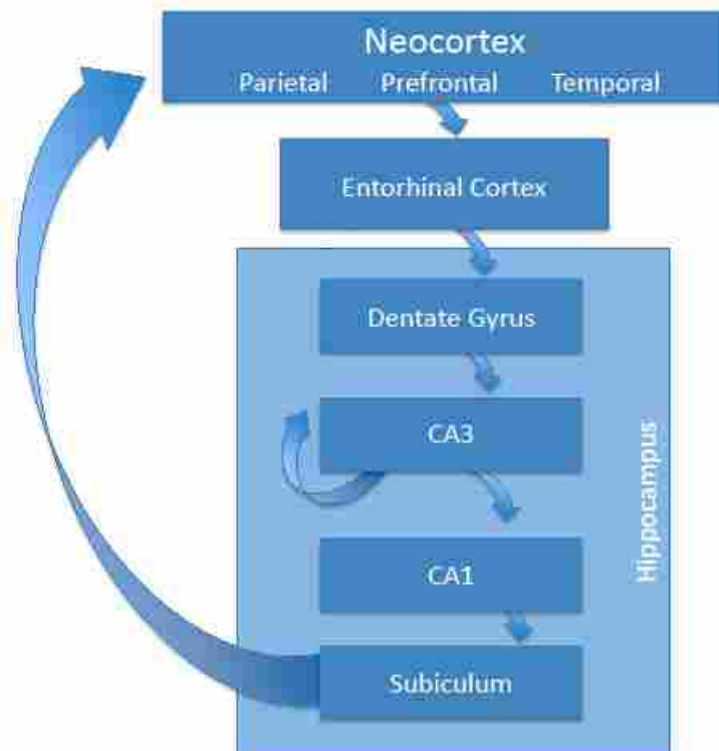 Neocortex
Parietal Prefrontal Temporal
Entorhinal Cortex
Dentate Gyrus
CA3
CA1
Subiculum
Hippocampus